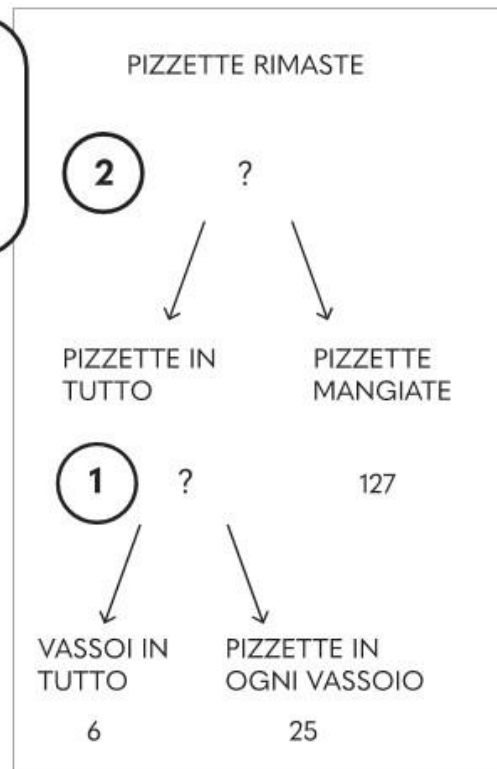 PIZZETTE RIMASTE
2 ?
PIZZETTE IN
TUTTO
PIZZETTE
MANGIATE
1 ?
127
VASSOI IN
TUTTO
6
PIZZETTE IN
OGNI VASSOIO
25